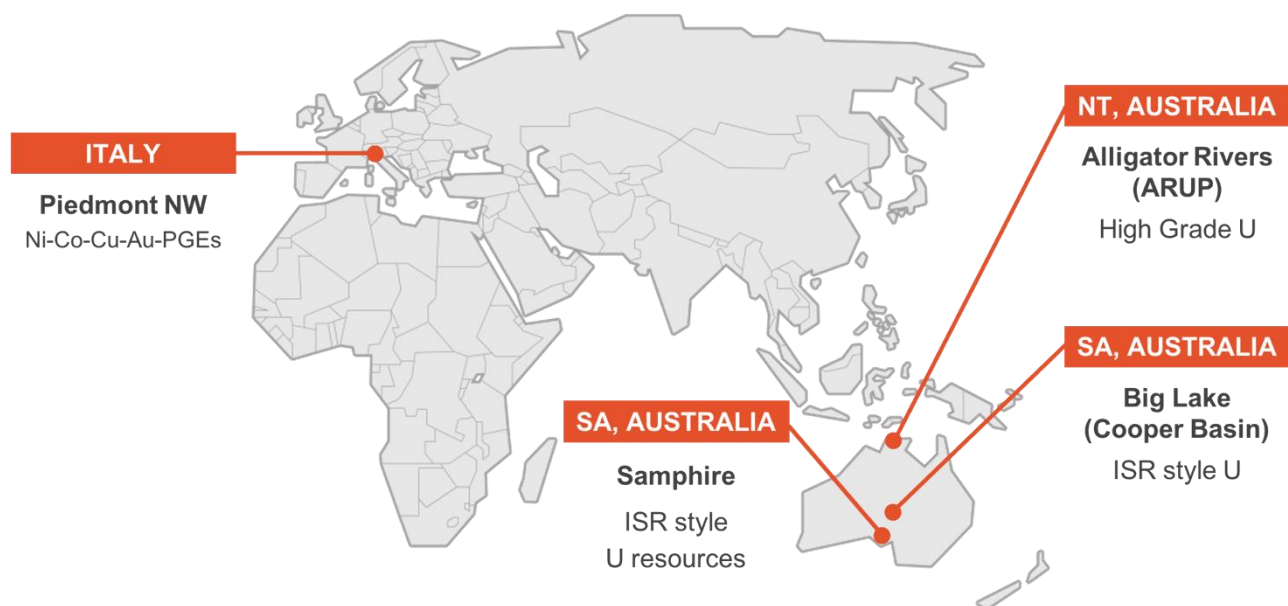 ITALY
Piedmont NW
Ni-Co-Cu-Au-PGEs
NT, AUSTRALIA
Alligator Rivers
(ARUP)
High Grade U
SA, AUSTRALIA
Big Lake
(Cooper Basin)
ISR style U
SA, AUSTRALIA
Samphire
ISR style
U resources